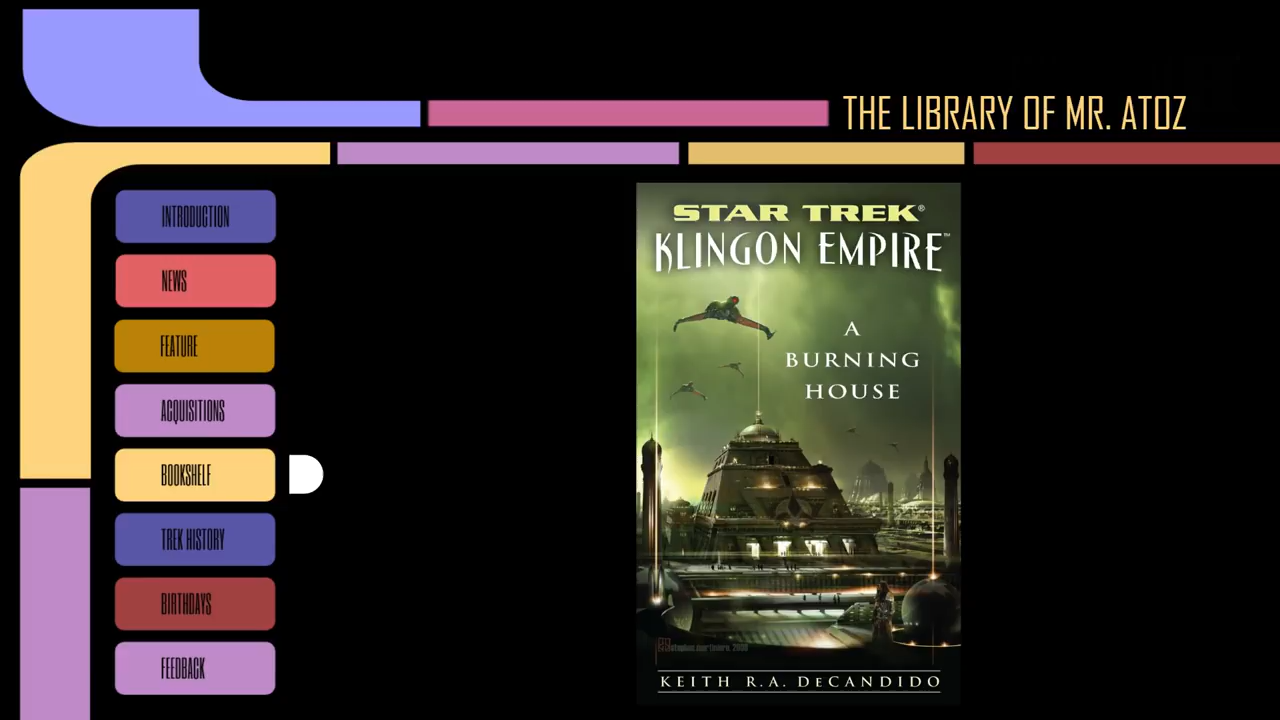 THE LIBRARY OF MR. ATOZ
INTRODUCTION
NEWS
FEATURE
ACQUISITIONS
BOOKSHELF
TREK HISTORY
BIRTHDAYS
FEEDBACK
STAR TREK®
KLINGON EMPIRE™
A
BURNING
HOUSE
KEITH R.A. DECANDIDO